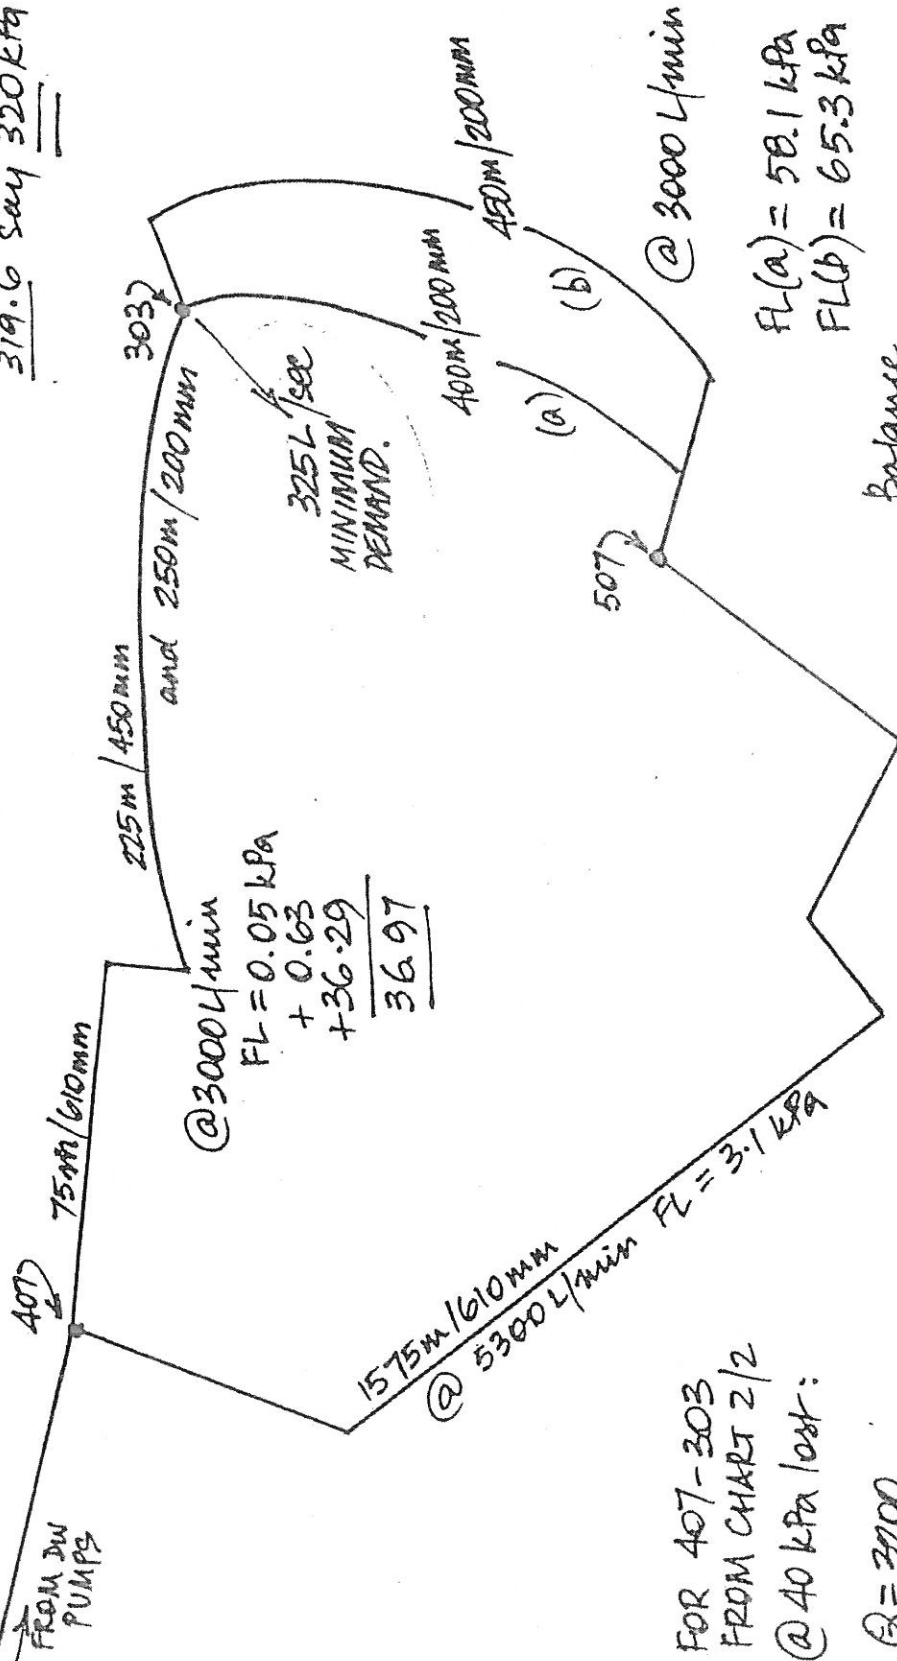 319.6 say 320 kPa
FROM DW
PUMPS
407
75m/610mm
225m/450mm
and 250m/200mm
303
325L/sec
MINIMUM
DEMAND.
400m/200mm
(a)
450m/200mm
(b)
@ 3000 L/min
FL = 0.05 kPa
+ 0.63
+ 36.29
36.97
507
@ 3000 L/min
FL(a) = 58.1 kPa
FL(b) = 65.3 kPa
Balance
1575m/610mm
@ 5300 L/min FL = 3.1 kPa
FOR 407-303
FROM CHART 2/2
@ 40 kPa lost: